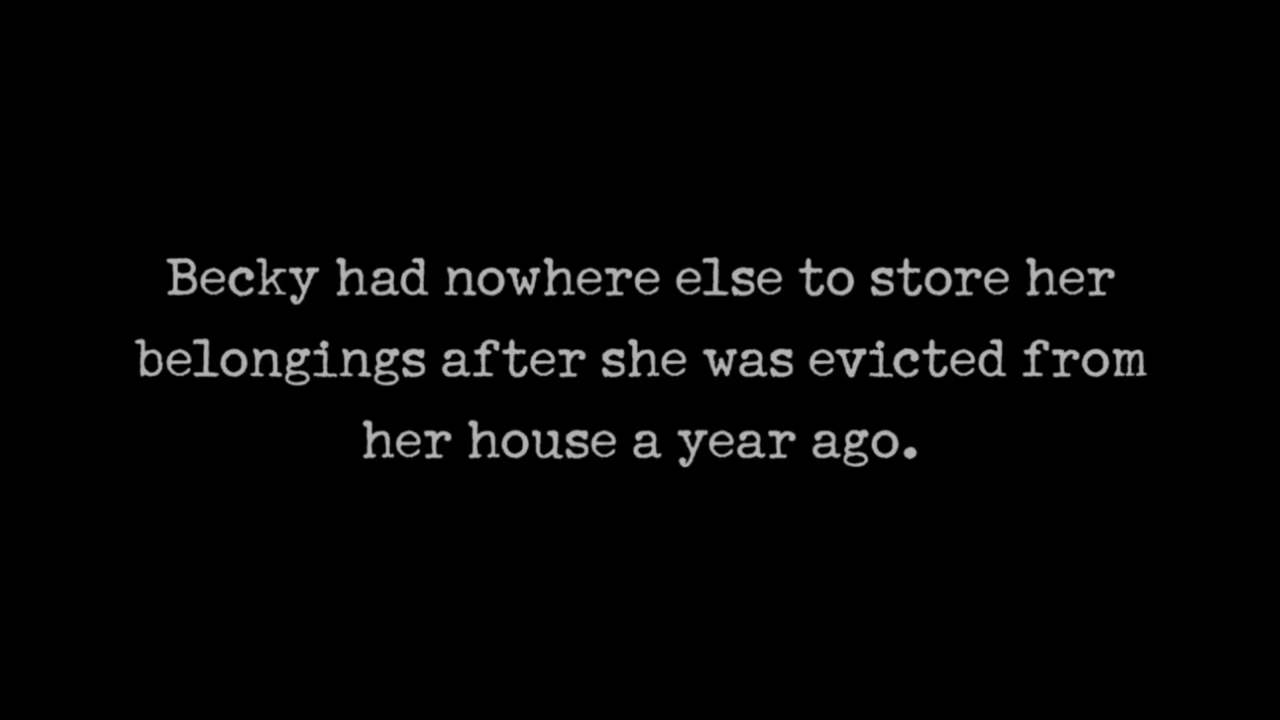 Becky had nowhere else to store her
belongings after she was evicted from
her house a year ago.